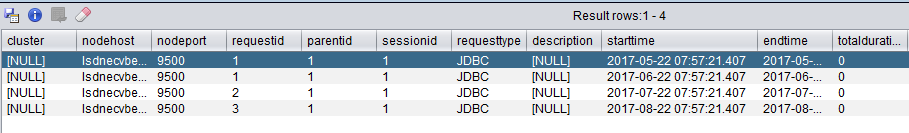 Result rows:1 - 4
cluster nodehost nodeport requestid parentid sessionid requesttype description starttime endtime totaldurati...
[NULL] lsdnecvbe... 9500 1 1 1 JDBC [NULL] 2017-05-22 07:57:21.407 2017-05-... 0
[NULL] lsdnecvbe... 9500 1 1 1 JDBC [NULL] 2017-06-22 07:57:21.407 2017-06-... 0
[NULL] lsdnecvbe... 9500 2 1 1 JDBC [NULL] 2017-07-22 07:57:21.407 2017-07-... 0
[NULL] lsdnecvbe... 9500 3 1 1 JDBC [NULL] 2017-08-22 07:57:21.407 2017-08-... 0